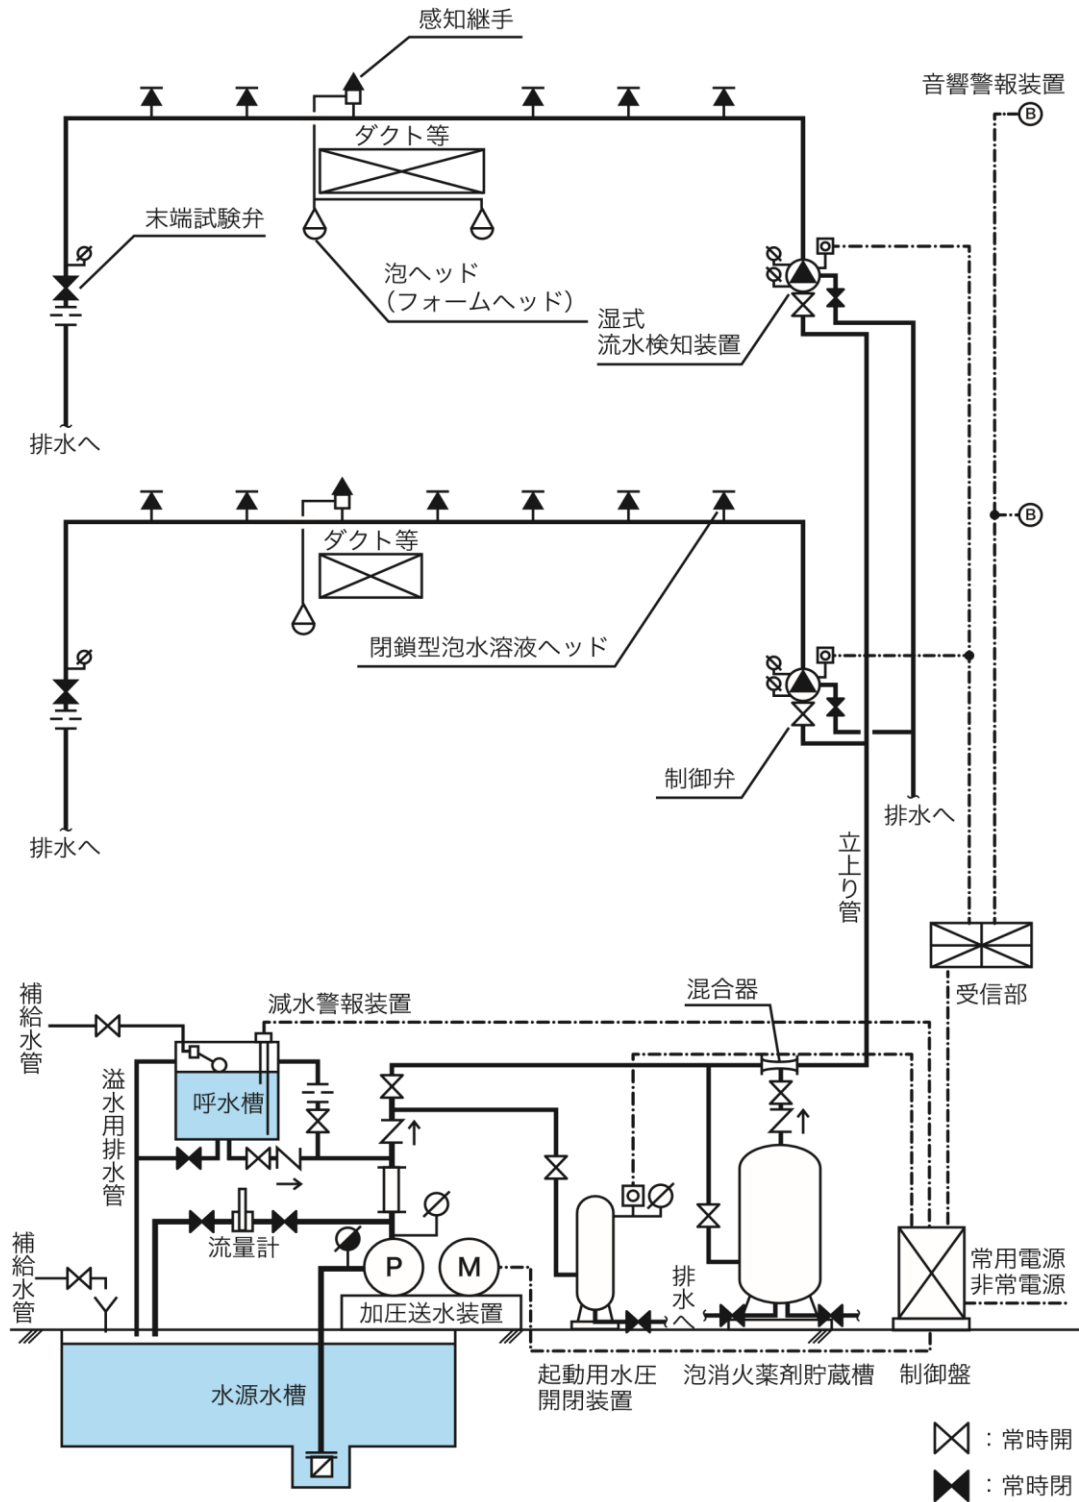 感知継手
音響警報装置
B
ダクト等
末端試験弁
泡ヘッド
（フォームヘッド）
湿式
流水検知装置
排水へ
B
ダクト等
閉鎖型泡水溶液ヘッド
制御弁
排水へ
排水へ
立上り管
受信部
補給水管
減水警報装置
混合器
呼水槽
溢水用排水管
流量計
補給水管
P
M
加圧送水装置
排水へ
常用電源
非常電源
水源水槽
起動用水圧
開閉装置
泡消火薬剤貯蔵槽
制御盤
：常時開
：常時閉